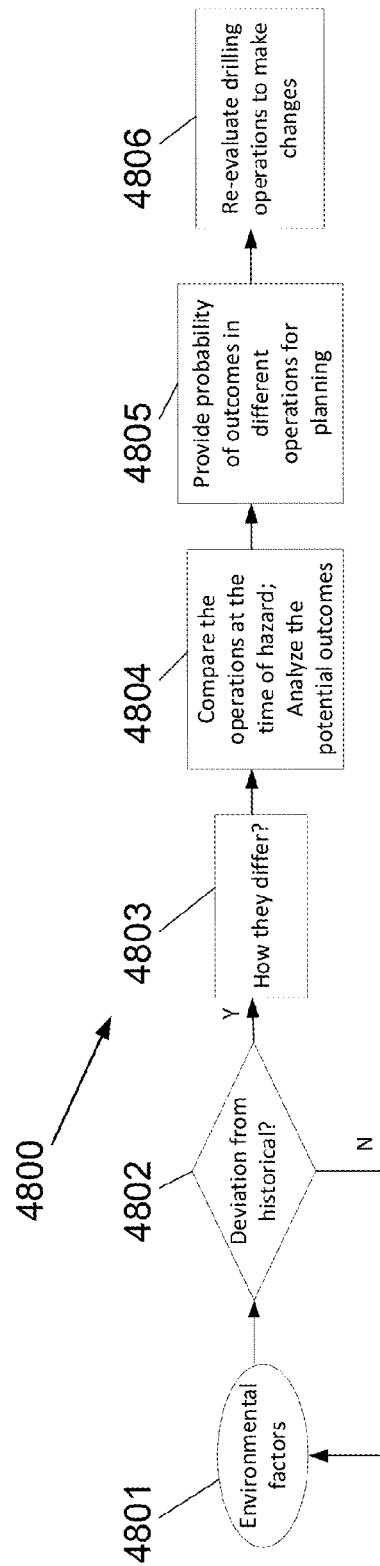 4800
4801
Environmental
factors
4802
Deviation from
historical?
Y
N
4803
How they differ?
4804
Compare the
operations at the
time of hazard;
Analyze the
potential outcomes
4805
Provide probability
of outcomes in
different
operations for
planning
4806
Re-evaluate drilling
operations to make
changes